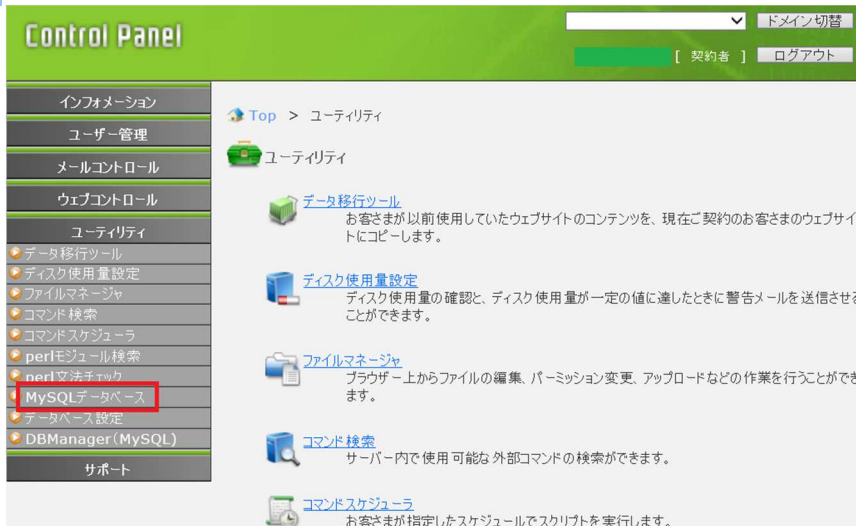 Control Panel
ドメイン切替
[ 契約者 ]
ログアウト
インフォメーション
ユーザー管理
メールコントロール
ウェブコントロール
ユーティリティ
データ移行ツール
ディスク使用量設定
ファイルマネージャ
コマンド検索
コマンドスケジューラ
perlモジュール検索
perl文法チェック
MySQLデータベース
データベース設定
DBManager(MySQL)
サポート
Top > ユーティリティ
ユーティリティ
データ移行ツール
お客さまが以前使用していたウェブサイトのコンテンツを、現在ご契約のお客さまのウェブサイ
トにコピーします。
ディスク使用量設定
ディスク使用量の確認と、ディスク使用量が一定の値に達したときに警告メールを送信させる
ことができます。
ファイルマネージャ
ブラウザー上からファイルの編集、パーミッション変更、アップロードなどの作業を行うことができ
ます。
コマンド検索
サーバー内で使用可能な外部コマンドの検索ができます。
コマンドスケジューラ
お客さまが指定したスケジュールでスクリプトを実行します。